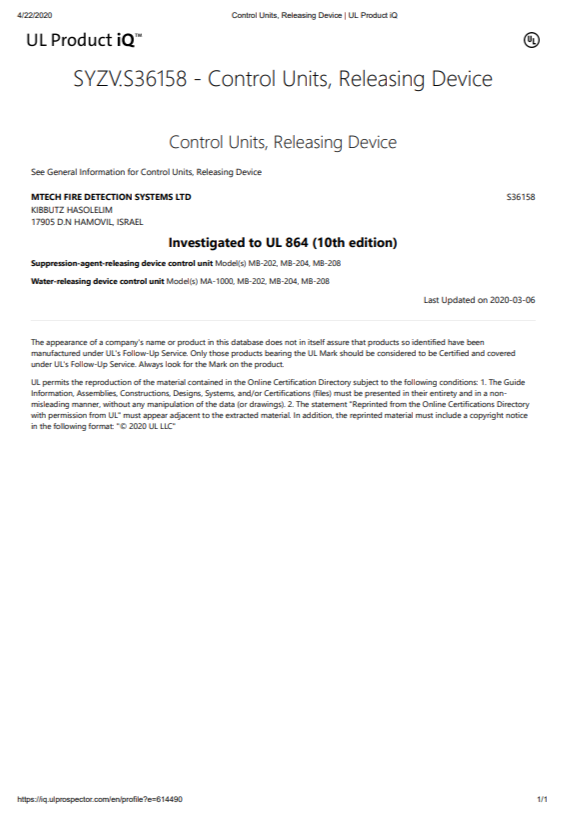 4/22/2020 Control Units, Releasing Device | UL Product iQ
UL Product iQ™
UL
SYZV.S36158 - Control Units, Releasing Device
Control Units, Releasing Device
See General Information for Control Units, Releasing Device
MTECH FIRE DETECTION SYSTEMS LTD S36158
KIBBUTZ HASOLELIM
17905 D.N HAMOVIL, ISRAEL
Investigated to UL 864 (10th edition)
Suppression-agent-releasing device control unit Model(s) MB-202, MB-204, MB-208
Water-releasing device control unit Model(s) MA-1000, MB-202, MB-204, MB-208
Last Updated on 2020-03-06
The appearance of a company's name or product in this database does not in itself assure that products so identified have been
manufactured under UL's Follow-Up Service. Only those products bearing the UL Mark should be considered to be Certified and covered
under UL's Follow-Up Service. Always look for the Mark on the product.
UL permits the reproduction of the material contained in the Online Certification Directory subject to the following conditions: 1. The Guide
Information, Assemblies, Constructions, Designs, Systems, and/or Certifications (files) must be presented in their entirety and in a non-
misleading manner, without any manipulation of the data (or drawings). 2. The statement "Reprinted from the Online Certifications Directory
with permission from UL" must appear adjacent to the extracted material. In addition, the reprinted material must include a copyright notice
in the following format: "© 2020 UL LLC"
https://iq.ulprospector.com/en/profile?e=614490 1/1